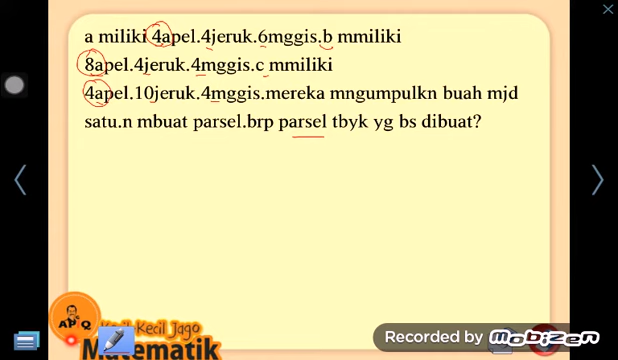 a miliki 4apel.4jeruk.6mggis.b mmiliki
8apel.4jeruk.4mggis.c mmiliki
4apel.10jeruk.4mggis.mereka mngumpulkn buah mjd
satu.n mbuat parsel.brp parsel tbyk yg bs dibuat?
APIQ
Kecil Jago
Matematik
Recorded by Mobizen